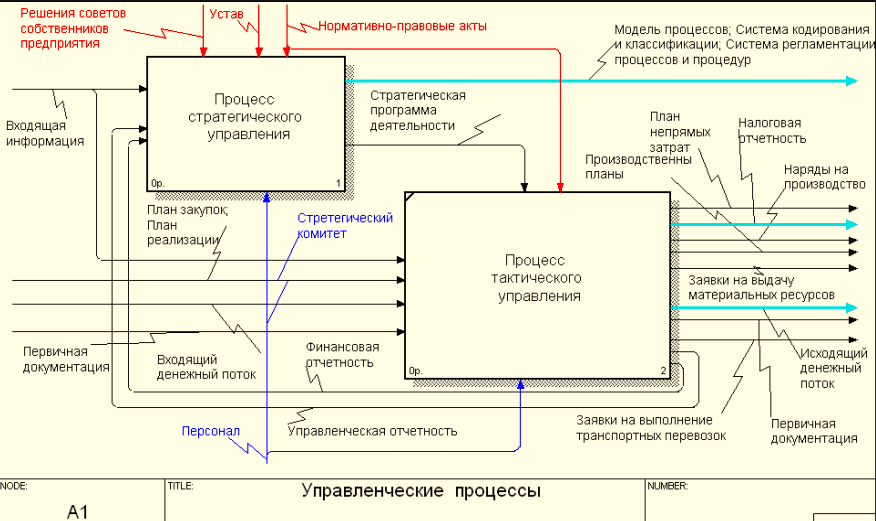 Решения советов
собственников
предприятия
Устав
Нормативно-правовые акты
Модель процессов; Система кодирования
и классификации; Система регламентации
процессов и процедур
Процесс
стратегического
управления
0р.
1
Входящая
информация
Стратегическая
программа
деятельности
План
непрямых
затрат
Налоговая
отчетность
Производственны
планы
Наряды на
производство
План закупок;
План
реализации
Стретегический
комитет
Процесс
тактического
управления
0р.
2
Заявки на выдачу
материальных ресурсов
Первичная
документация
Входящий
денежный поток
Финансовая
отчетность
Исходящий
денежный
поток
Персонал
Управленческая отчетность
Заявки на выполнение
транспортных перевозок
Первичная
документация
NODE:
TITLE:
NUMBER:
Управленческие процессы
A1